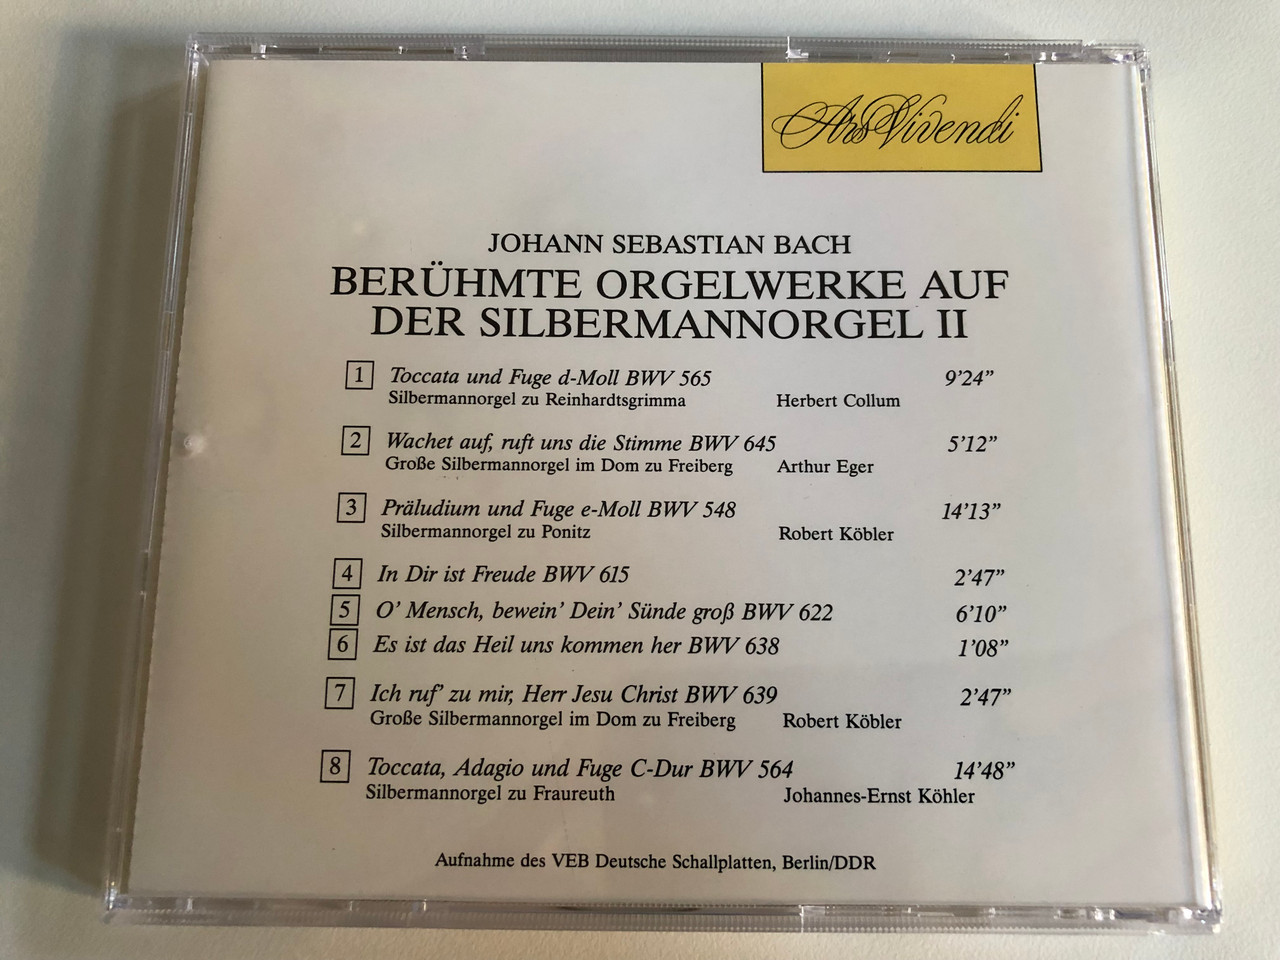 Ars Vivendi
JOHANN SEBASTIAN BACH
BERÜHMTE ORGELWERKE AUF
DER SILBERMANNORGEL II
1 Toccata und Fuge d-Moll BWV 565 9'24”
Silbermannorgel zu Reinhardtsgrimma Herbert Collum
2 Wachet auf, ruft uns die Stimme BWV 645 5'12”
Große Silbermannorgel im Dom zu Freiberg Arthur Eger
3 Präludium und Fuge e-Moll BWV 548 14'13”
Silbermannorgel zu Ponitz Robert Köbler
4 In Dir ist Freude BWV 615 2'47”
5 O' Mensch, bewein' Dein' Sünde groß BWV 622 6'10”
6 Es ist das Heil uns kommen her BWV 638 1'08”
7 Ich ruf' zu mir, Herr Jesu Christ BWV 639 2'47”
Große Silbermannorgel im Dom zu Freiberg Robert Köbler
8 Toccata, Adagio und Fuge C-Dur BWV 564 14'48”
Silbermannorgel zu Fraureuth Johannes-Ernst Köhler
Aufnahme des VEB Deutsche Schallplatten, Berlin/DDR